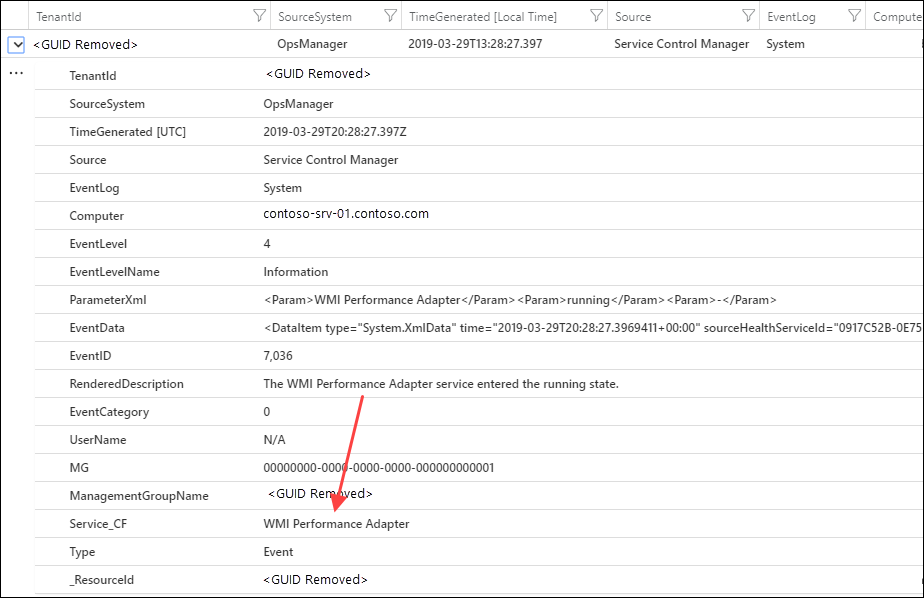 TenantId SourceSystem TimeGenerated [Local Time] Source EventLog Compute
<GUID Removed> OpsManager 2019-03-29T13:28:27.397 Service Control Manager System
... TenantId <GUID Removed>
SourceSystem OpsManager
TimeGenerated [UTC] 2019-03-29T20:28:27.397Z
Source Service Control Manager
EventLog System
Computer contoso-srv-01.contoso.com
EventLevel 4
EventLevelName Information
ParameterXml <Param>WMI Performance Adapter</Param><Param>running</Param><Param>-</Param>
EventData <DataItem type="System.XmlData" time="2019-03-29T20:28:27.3969411+00:00" sourceHealthServiceId="0917C52B-0E75
EventID 7,036
RenderedDescription The WMI Performance Adapter service entered the running state.
EventCategory 0
UserName N/A
MG 00000000-0000-0000-0000-000000000001
ManagementGroupName <GUID Removed>
Service_CF WMI Performance Adapter
Type Event
_ResourceId <GUID Removed>